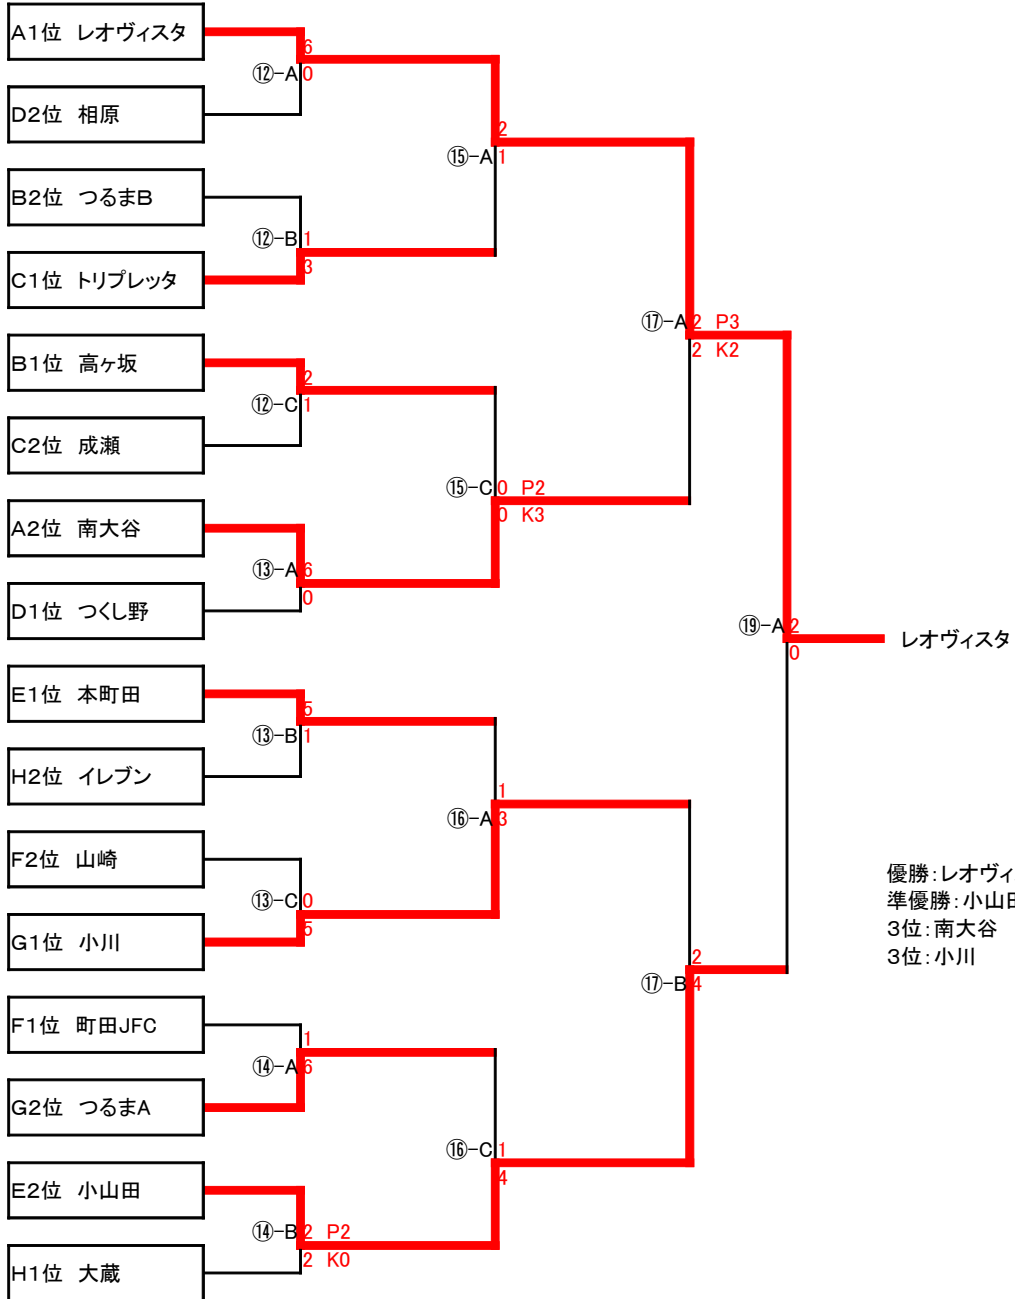 A1位 レオヴィスタ
6
⑫-A 0
D2位 相原
2
⑮-A 1
B2位 つるまB
⑫-B 1
3
C1位 トリプレッタ
⑰-A 2 P3
2 K2
B1位 高ヶ坂
2
⑫-C 1
C2位 成瀬
⑮-C 0 P2
0 K3
A2位 南大谷
⑬-A 6
0
D1位 つくし野
⑲-A 2
0
レオヴィスタ
E1位 本町田
5
⑬-B 1
H2位 イレブン
1
⑯-A 3
F2位 山崎
⑬-C 0
5
G1位 小川
優勝:レオヴィ
準優勝:小山田
3位:南大谷
3位:小川
2
⑰-B 4
F1位 町田JFC
1
⑭-A 6
G2位 つるまA
⑯-C 1
4
E2位 小山田
⑭-B 2 P2
2 K0
H1位 大蔵